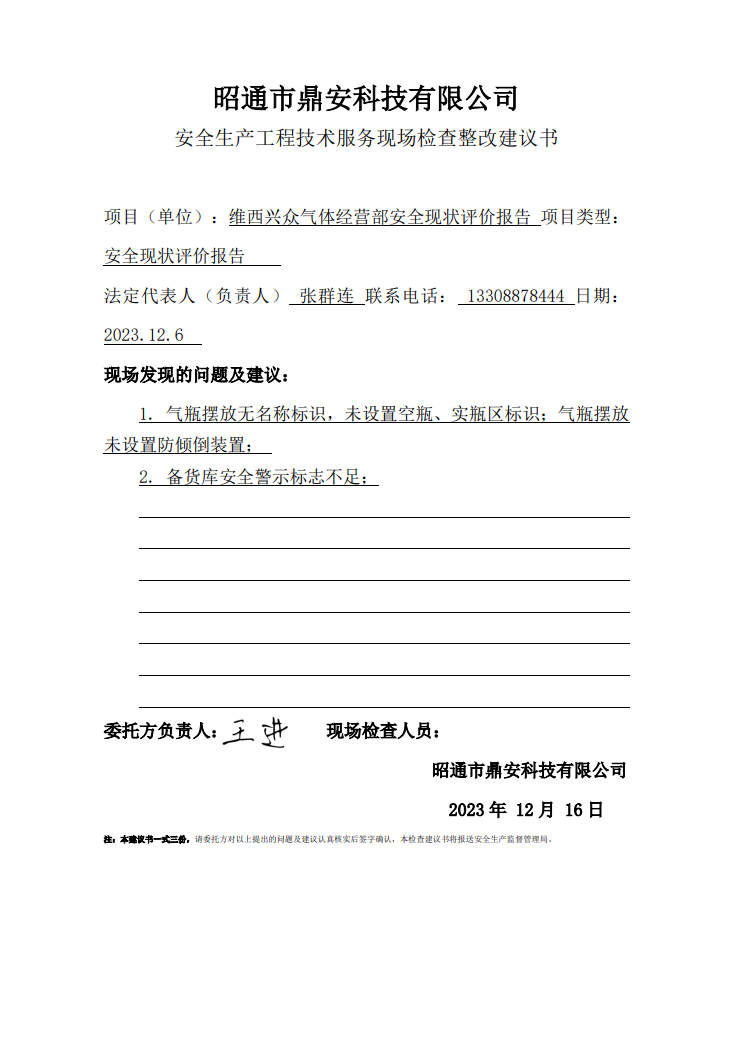 昭通市鼎安科技有限公司
安全生产工程技术服务现场检查整改建议书
项目（单位）：维西兴众气体经营部安全现状评价报告 项目类型：
安全现状评价报告
法定代表人（负责人） 张群连 联系电话： 13308878444 日期：
2023.12.6
现场发现的问题及建议：
1. 气瓶摆放无名称标识，未设置空瓶、实瓶区标识；气瓶摆放
未设置防倾倒装置；
2. 备货库安全警示标志不足；
委托方负责人：王进 现场检查人员：
昭通市鼎安科技有限公司
2023 年 12 月 16 日
注：本建议书一式三份，请委托方对以上提出的问题及建议认真核实后签字确认，本检查建议书将报送安全生产监督管理局。